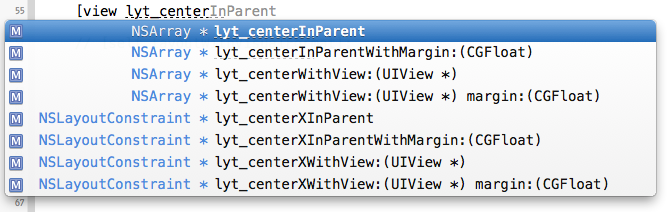 55 [view lyt_centerInParent
M NSArray * lyt_centerInParent
M NSArray * lyt_centerInParentWithMargin:(CGFloat)
M NSArray * lyt_centerWithView:(UIView *)
M NSArray * lyt_centerWithView:(UIView *) margin:(CGFloat)
M NSLayoutConstraint * lyt_centerXInParent
M NSLayoutConstraint * lyt_centerXInParentWithMargin:(CGFloat)
M NSLayoutConstraint * lyt_centerXWithView:(UIView *)
M NSLayoutConstraint * lyt_centerXWithView:(UIView *) margin:(CGFloat)
67